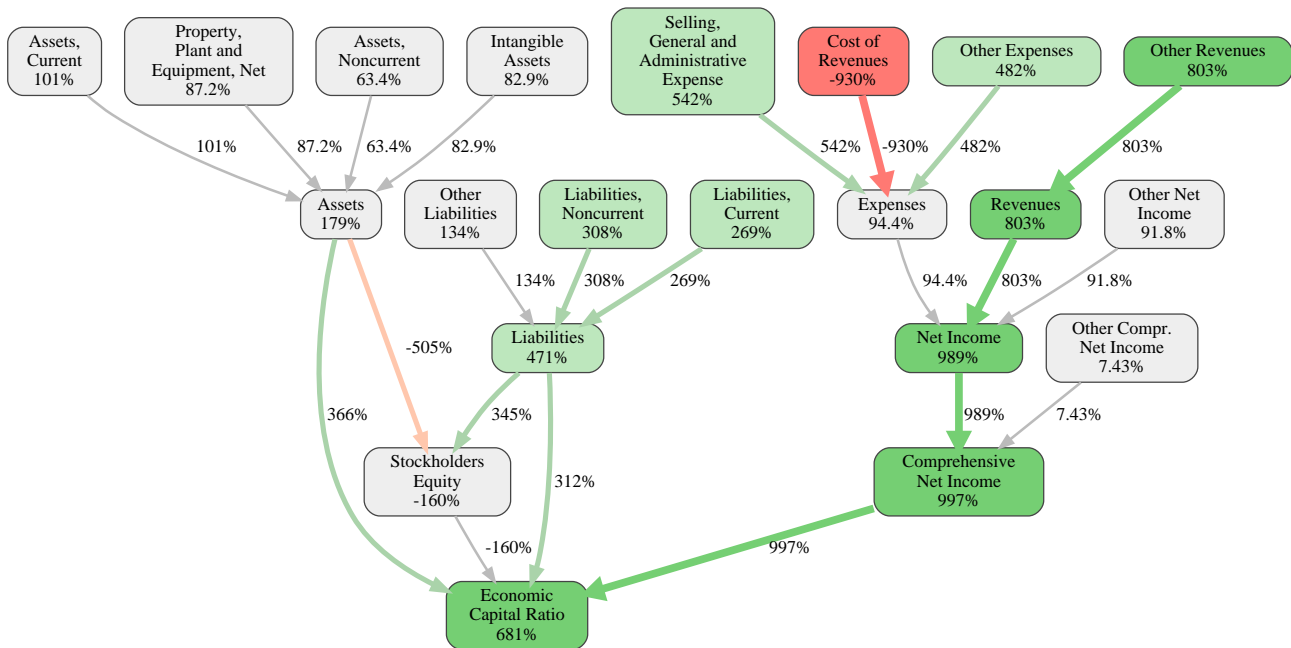 Assets,
Current
101%
Property,
Plant and
Equipment, Net
87.2%
Assets,
Noncurrent
63.4%
Intangible
Assets
82.9%
Selling,
General and
Administrative
Expense
542%
Cost of
Revenues
-930%
Other Expenses
482%
Other Revenues
803%
101%
87.2%
63.4%
82.9%
542%
-930%
482%
803%
Assets
179%
Other
Liabilities
134%
Liabilities,
Noncurrent
308%
Liabilities,
Current
269%
Expenses
94.4%
Revenues
803%
Other Net
Income
91.8%
134%
308%
269%
94.4%
803%
91.8%
-505%
Liabilities
471%
Net Income
989%
Other Compr.
Net Income
7.43%
366%
345%
989%
7.43%
Stockholders
Equity
-160%
312%
Comprehensive
Net Income
997%
-160%
997%
Economic
Capital Ratio
681%